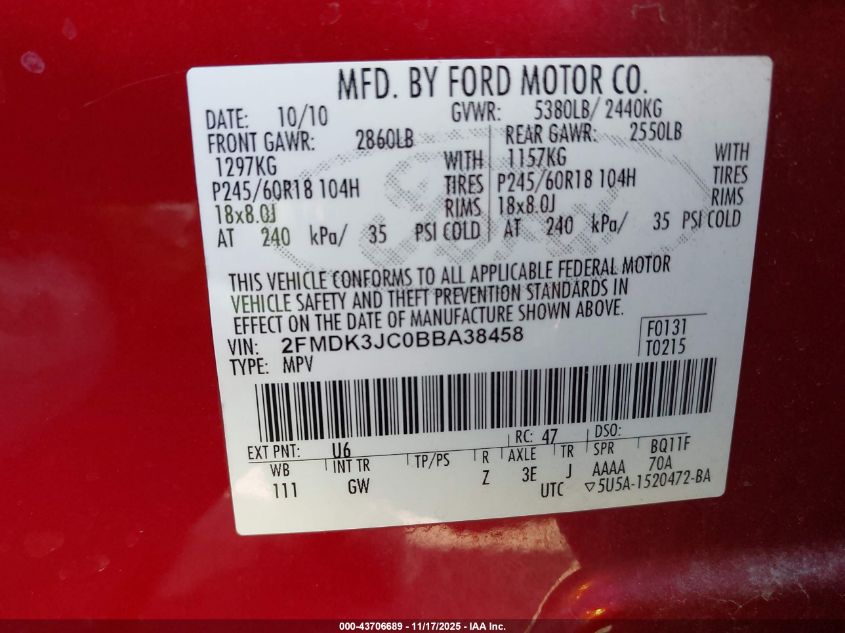 MFD. BY FORD MOTOR CO.
DATE: 10/10 GVWR: 5380LB/ 2440KG
FRONT GAWR: 2860LB REAR GAWR: 2550LB
1297KG WITH 1157KG WITH
P245/60R18 104H TIRES P245/60R18 104H TIRES
18x8.0J RIMS 18x8.0J RIMS
AT 240 kPa/ 35 PSI COLD AT 240 kPa/ 35 PSI COLD
Ford
THIS VEHICLE CONFORMS TO ALL APPLICABLE FEDERAL MOTOR
VEHICLE SAFETY AND THEFT PREVENTION STANDARDS IN
EFFECT ON THE DATE OF MANUFACTURE SHOWN ABOVE.
VIN: 2FMDK3JC0BBA38458 F0131
TYPE: MPV T0215
EXT PNT: U6 RC: 47 DSO:
WB INT TR TP/PS R AXLE TR SPR BQ11F
111 GW Z 3E J AAAA 70A
UTC ▽5U5A-1520472-BA
000-43706689 - 11/17/2025 - IAA Inc.